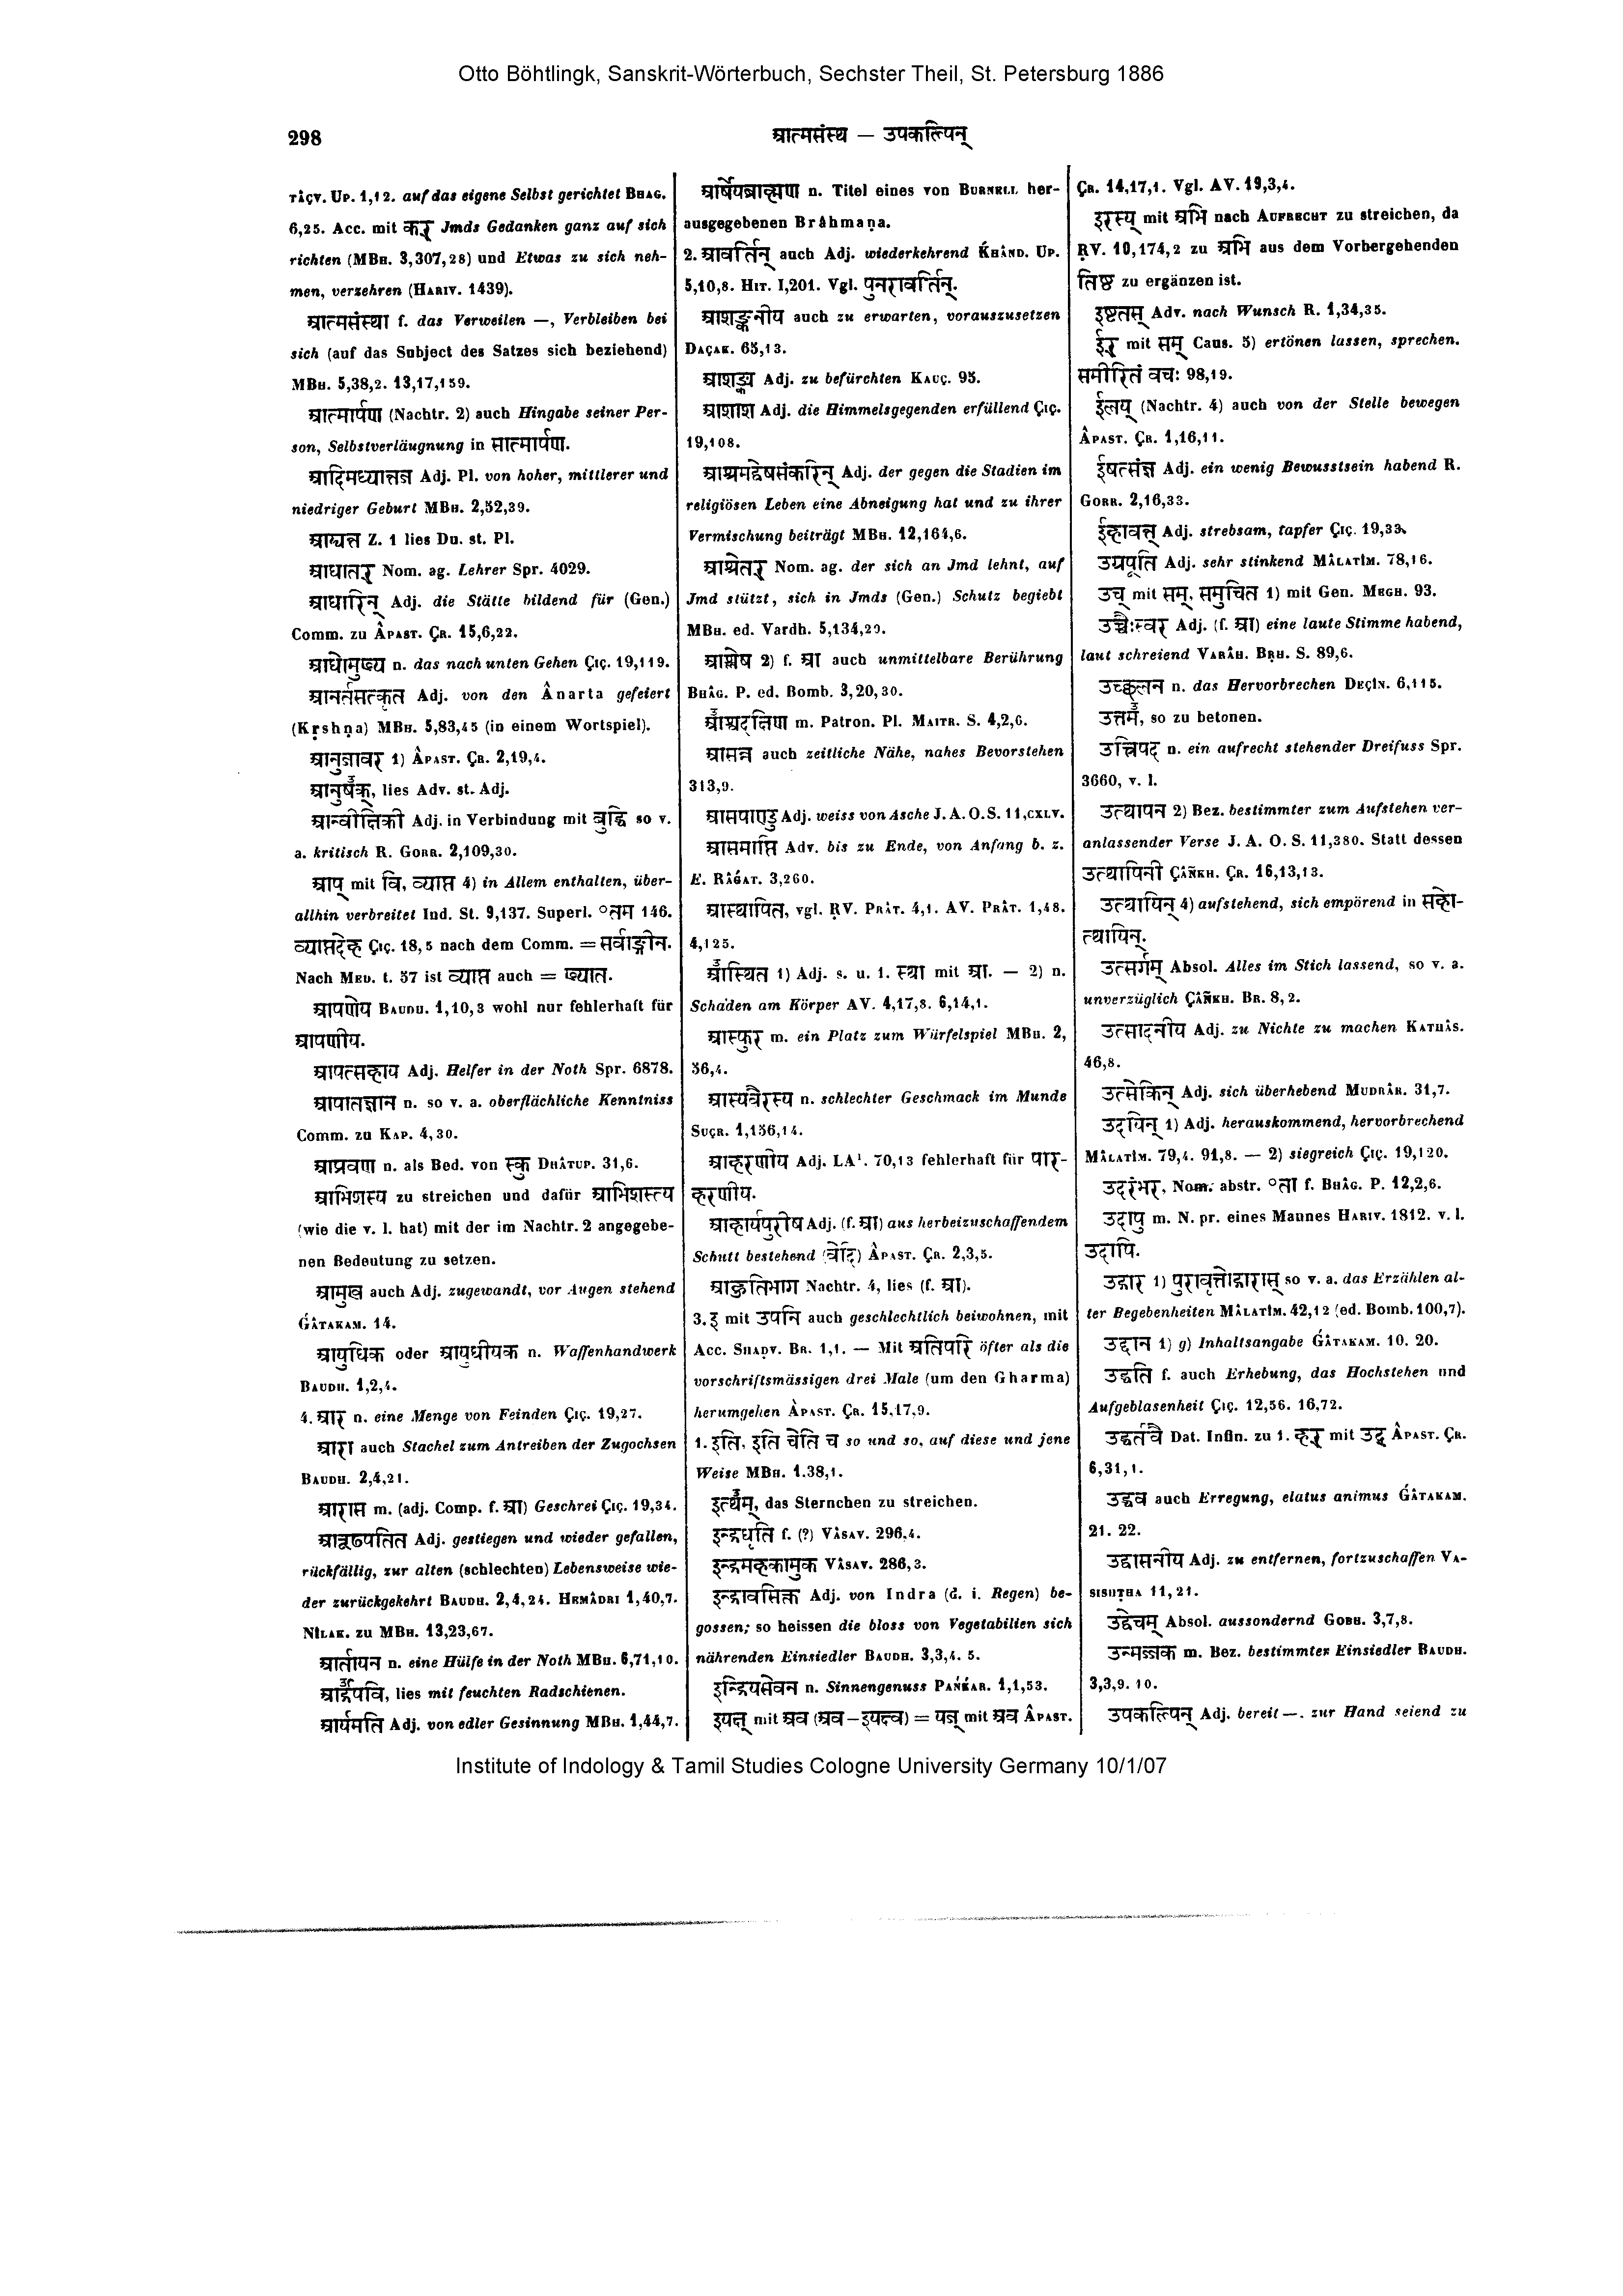 Otto Böhtlingk, Sanskrit-Wörterbuch, Sechster Theil, St. Petersburg 1886
298
आत्मसंस्थ — उपकल्पिन्
tâçv. Up. 1,12. auf das eigene Selbst gerichtet Bhag.
6,25. Acc. mit कर् Jmds Gedanken ganz auf sich
richten (MBh. 3,307,28) und Etwas zu sich neh-
men, verzehren (Hariv. 1439).
आत्मसंस्था f. das Verweilen —, Verbleiben bei
sich (auf das Subject des Satzes sich beziehend)
MBh. 5,38,2. 13,17,159.
आत्मार्पण (Nachtr. 2) auch Hingabe seiner Per-
son, Selbstverläugnung in सात्मार्पण.
आदिमध्यान्तज Adj. Pl. von hoher, mittlerer und
niedriger Geburt MBh. 2,52,39.
आद्यन्त Z. 1 lies Du. st. Pl.
आधातर् Nom. ag. Lehrer Spr. 4029.
आधारिन् Adj. die Stätte bildend für (Gen.)
Comm. zu Âpast. Çr. 15,6,22.
आधोमुख्य n. das nach unten Gehen Çiç. 19,119.
आनर्तसत्कृत Adj. von den Ânarta gefeiert
(Kṛshṇa) MBh. 5,83,45 (in einem Wortspiel).
आनुजावर 1) Âpast. Çr. 2,19,4.
आनुषक्, lies Adv. st. Adj.
आन्वीक्षिकी Adj. in Verbindung mit बुद्धि so v.
a. kritisch R. Gorr. 2,109,30.
आप् mit वि, व्याप्त 4) in Allem enthalten, über-
allhin verbreitet Ind. St. 9,137. Superl. °तम 146.
व्याप्तदेह Çiç. 18,5 nach dem Comm. = सर्वाङ्गीन.
Nach Med. t. 57 ist व्याप्त auch = ख्यात.
आपणेय Baudh. 1,10,3 wohl nur fehlerhaft für
आपणीय.
आपत्सहाय Adj. Helfer in der Noth Spr. 6878.
आपातज्ञान n. so v. a. oberflächliche Kenntniss
Comm. zu Kap. 4,30.
आप्रवण n. als Bed. von स्कु Dhâtup. 31,6.
आभिशस्य zu streichen und dafür आभिशस्त्य
(wie die v. l. hat) mit der im Nachtr. 2 angegebe-
nen Bedeutung zu setzen.
आमुख auch Adj. zugewandt, vor Augen stehend
Ǵâtakam. 14.
आयुधिक oder आयुधीयक n. Waffenhandwerk
Baudh. 1,2,4.
4. आर n. eine Menge von Feinden Çiç. 19,27.
आरा auch Stachel zum Antreiben der Zugochsen
Baudh. 2,4,21.
आरास m. (adj. Comp. f. आ) Geschrei Çiç. 19,34.
आरूढपतित Adj. gestiegen und wieder gefallen,
rückfällig, zur alten (schlechten) Lebensweise wie-
der zurückgekehrt Baudh. 2,4,24. Hemâdri 1,40,7.
Nîlak. zu MBh. 13,23,67.
आर्तायन n. eine Hülfe in der Noth MBh. 6,71,10.
आर्द्रपवि, lies mit feuchten Radschienen.
आर्यमति Adj. von edler Gesinnung MBh. 1,44,7.
आर्षेयब्राह्मण n. Titel eines von Burnell her-
ausgegebenen Brâhmaṇa.
2. आवर्तिन् auch Adj. wiederkehrend Khând. Up.
5,10,8. Hit. I,201. Vgl. पुनरावर्तिन्.
आशङ्कनीय auch zu erwarten, vorauszusetzen
Daçak. 65,13.
आशङ्क्य Adj. zu befürchten Kauç. 95.
आशाश Adj. die Himmelsgegenden erfüllend Çiç.
19,108.
आश्रमद्वेषसंकारिन् Adj. der gegen die Stadien im
religiösen Leben eine Abneigung hat und zu ihrer
Vermischung beiträgt MBh. 12,164,6.
आश्रेतर् Nom. ag. der sich an Jmd lehnt, auf
Jmd stützt, sich in Jmds (Gen.) Schutz begiebt
MBh. ed. Vardh. 5,134,29.
आश्लेष 2) f. आ auch unmittelbare Berührung
Bhâg. P. ed. Bomb. 3,20,30.
आश्वदक्षिण m. Patron. Pl. Maitr. S. 4,2,6.
आसन्न auch zeitliche Nähe, nahes Bevorstehen
313,9.
आसपाण्डु Adj. weiss von Asche J. A. O. S. 11,cxlv.
आसमाप्ति Adv. bis zu Ende, von Anfang b. z.
E. Râǵat. 3,260.
आस्थापित, vgl. ṚV. Prât. 4,1. AV. Prât. 1,48.
4,125.
आस्थित 1) Adj. s. u. 1. स्था mit आ. — 2) n.
Schaden am Körper AV. 4,17,8. 6,14,1.
आस्फुर m. ein Platz zum Würfelspiel MBh. 2,
56,4.
आस्यवैरस्य n. schlechter Geschmack im Munde
Suçr. 1,156,14.
आहरणीय Adj. LA¹. 70,13 fehlerhaft für पारि-
हरणीय.
आहार्यपुरीष Adj. (f. आ) aus herbeizuschaffendem
Schutt bestehend (वेदि) Âpast. Çr. 2,3,5.
आहुतिभाग Nachtr. 4, lies (f. आ).
3. इ mit उपनि auch geschlechtlich beiwohnen, mit
Acc. Shaḍv. Br. 1,1. — Mit प्रतिपरि öfter als die
vorschriftsmässigen drei Male (um den Gharma)
herumgehen Âpast. Çr. 15,17,9.
1. इति, इति चेति च so und so, auf diese und jene
Weise MBh. 1.38,1.
इत्थम्, das Sternchen zu streichen.
इन्द्रधृति f. (?) Vâsav. 296,4.
इन्द्रमहकामुक Vâsav. 286,3.
इन्द्रावसिक्त Adj. von Indra (d. i. Regen) be-
gossen; so heissen die bloss von Vegetabilien sich
nährenden Einsiedler Baudh. 3,3,4. 5.
इन्द्रियसेवन n. Sinnengenuss Pańḱar. 1,1,53.
इयक्ष् mit अव (अव – इयक्ष्व) = यज् mit अव Âpast.
Çr. 14,17,1. Vgl. AV. 19,3,4.
इरस्य् mit अभि nach Aufrecht zu streichen, da
ṚV. 10,174,2 zu अभि aus dem Vorhergehenden
तिष्ठ zu ergänzen ist.
इष्टतस् Adv. nach Wunsch R. 1,34,35.
ईर् mit सम् Caus. 5) ertönen lassen, sprechen.
समीरितं वचः 98,19.
ईलय् (Nachtr. 4) auch von der Stelle bewegen
Âpast. Çr. 1,16,11.
ईषत्संज्ञ Adj. ein wenig Bewusstsein habend R.
Gorr. 2,16,33.
ईहावत्त् Adj. strebsam, tapfer Çiç. 19,33.
उग्रपूति Adj. sehr stinkend Mâlatîm. 78,16.
उच् mit सम्, समुचित 1) mit Gen. Megh. 93.
उच्चैःस्वर Adj. (f. आ) eine laute Stimme habend,
laut schreiend Varâh. Bṛh. S. 89,6.
उच्छलन n. das Hervorbrechen Deçîn. 6,115.
उत्तम, so zu betonen.
उत्त्रिपद n. ein aufrecht stehender Dreifuss Spr.
3660, v. l.
उत्थापन 2) Bez. bestimmter zum Aufstehen ver-
anlassender Verse J. A. O. S. 11,380. Statt dessen
उत्थापिनी Çâṅkh. Çr. 16,13,13.
उत्थायिन् 4) aufstehend, sich empörend in सहो-
त्थायिन्.
उत्सर्गम् Absol. Alles im Stich lassend, so v. a.
unverzüglich Çâṅkh. Br. 8,2.
उत्सादनीय Adj. zu Nichte zu machen Kathâs.
46,8.
उत्सेकिन् Adj. sich überhebend Mudrâr. 31,7.
उदयिन् 1) Adj. herauskommend, hervorbrechend
Mâlatîm. 79,4. 91,8. — 2) siegreich Çiç. 19,120.
उदरंभर, Nom. abstr. °ता f. Bhâg. P. 12,2,6.
उदापु m. N. pr. eines Mannes Hariv. 1812. v. l.
उदापि.
उद्गार 1) पुरावृत्तोद्गारास् so v. a. das Erzählen al-
ter Begebenheiten Mâlatîm. 42,12 (ed. Bomb. 100,7).
उद्दान 1) g) Inhaltsangabe Ǵâtakam. 10. 20.
उद्धति f. auch Erhebung, das Hochstehen und
Aufgeblasenheit Çiç. 12,56. 16,72.
उद्धर्तवै Dat. Infin. zu 1. हर् mit उद् Âpast. Çr.
6,31,1.
उद्धव auch Erregung, elatus animus Ǵâtakam.
21. 22.
उद्वासनीय Adj. zu entfernen, fortzuschaffen Va-
sishṭha 11,21.
उद्वेचम् Absol. aussondernd Gobh. 3,7,8.
उन्मज्जक m. Bez. bestimmter Einsiedler Baudh.
3,3,9. 10.
उपकल्पिन् Adj. bereit —, zur Hand seiend zu
Institute of Indology & Tamil Studies Cologne University Germany 10/1/07